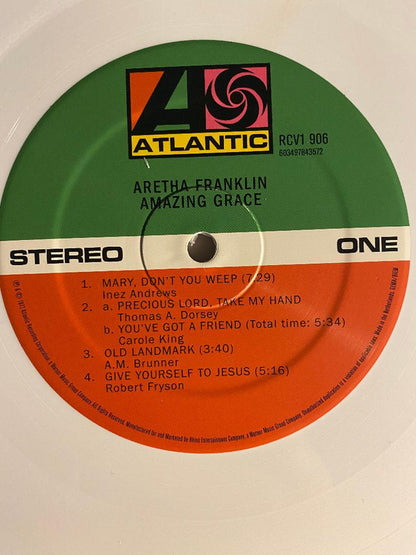 ATLANTIC
RCV1 906
603497843572
ARETHA FRANKLIN
AMAZING GRACE
STEREO
ONE
1. MARY, DON'T YOU WEEP (7:29)
Inez Andrews
2. a. PRECIOUS LORD, TAKE MY HAND
Thomas A. Dorsey
b. YOU'VE GOT A FRIEND (Total time: 5:34)
Carole King
3. OLD LANDMARK (3:40)
A.M. Brunner
4. GIVE YOURSELF TO JESUS (5:16)
Robert Fryson